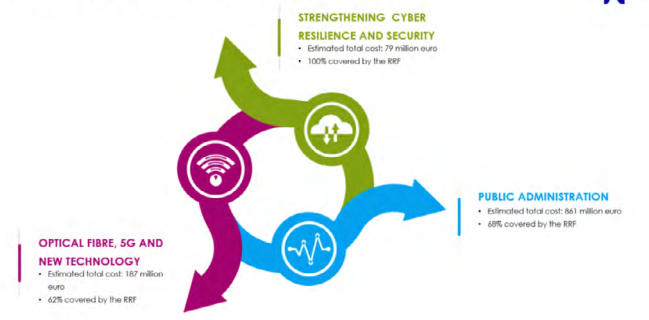 STRENGTHENING CYBER
RESILIENCE AND SECURITY
• Estimated total cost: 79 million euro
• 100% covered by the RRF
PUBLIC ADMINISTRATION
• Estimated total cost: 861 million euro
• 68% covered by the RRF
OPTICAL FIBRE, 5G AND
NEW TECHNOLOGY
• Estimated total cost: 187 million
euro
• 62% covered by the RRF